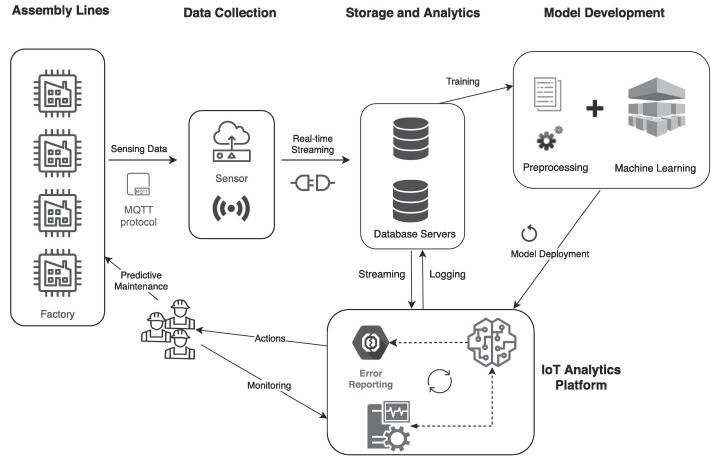 Assembly Lines
Data Collection
Storage and Analytics
Model Development
Training
Sensing Data
MQTT
MQTT
protocol
Sensor
Real-time
Streaming
Database Servers
Preprocessing
Machine Learning
Model Deployment
Streaming
Logging
Predictive
Maintenance
Factory
Actions
Monitoring
Error
Reporting
IoT Analytics
Platform